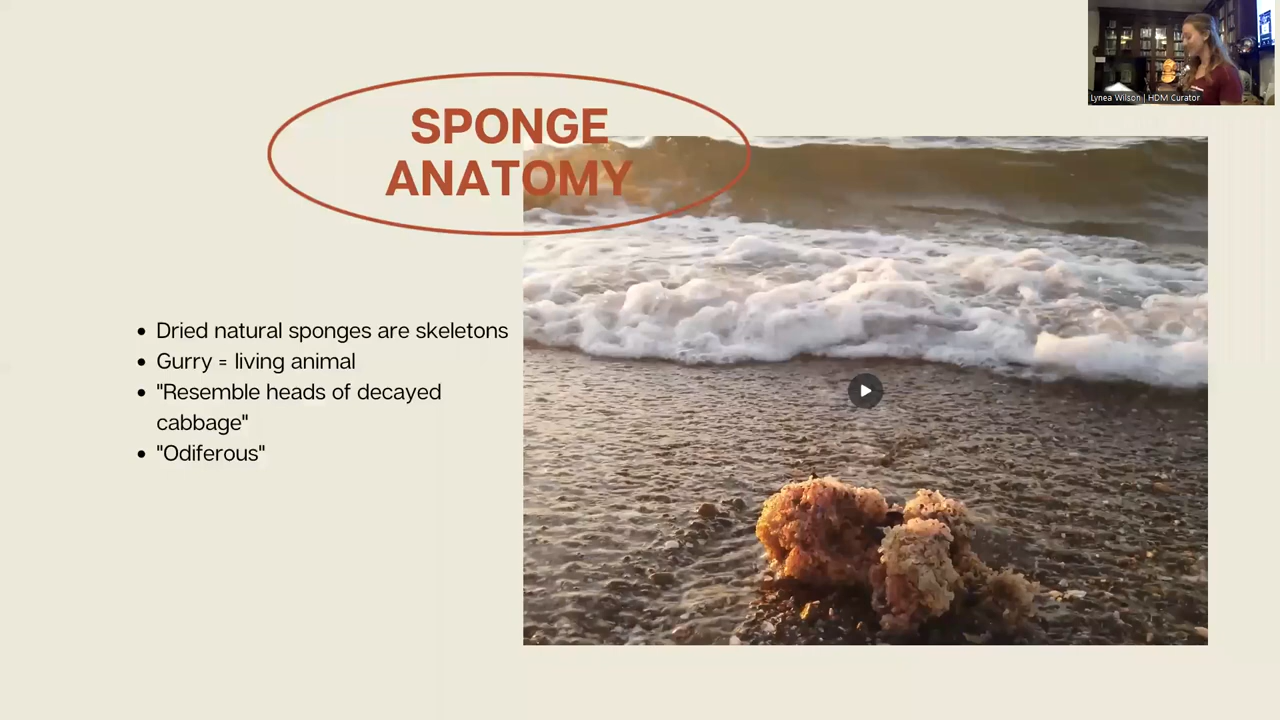 Lynea Wilson | HDM Curator
SPONGE
ANATOMY
• Dried natural sponges are skeletons
• Gurry = living animal
• "Resemble heads of decayed
cabbage"
• "Odiferous"